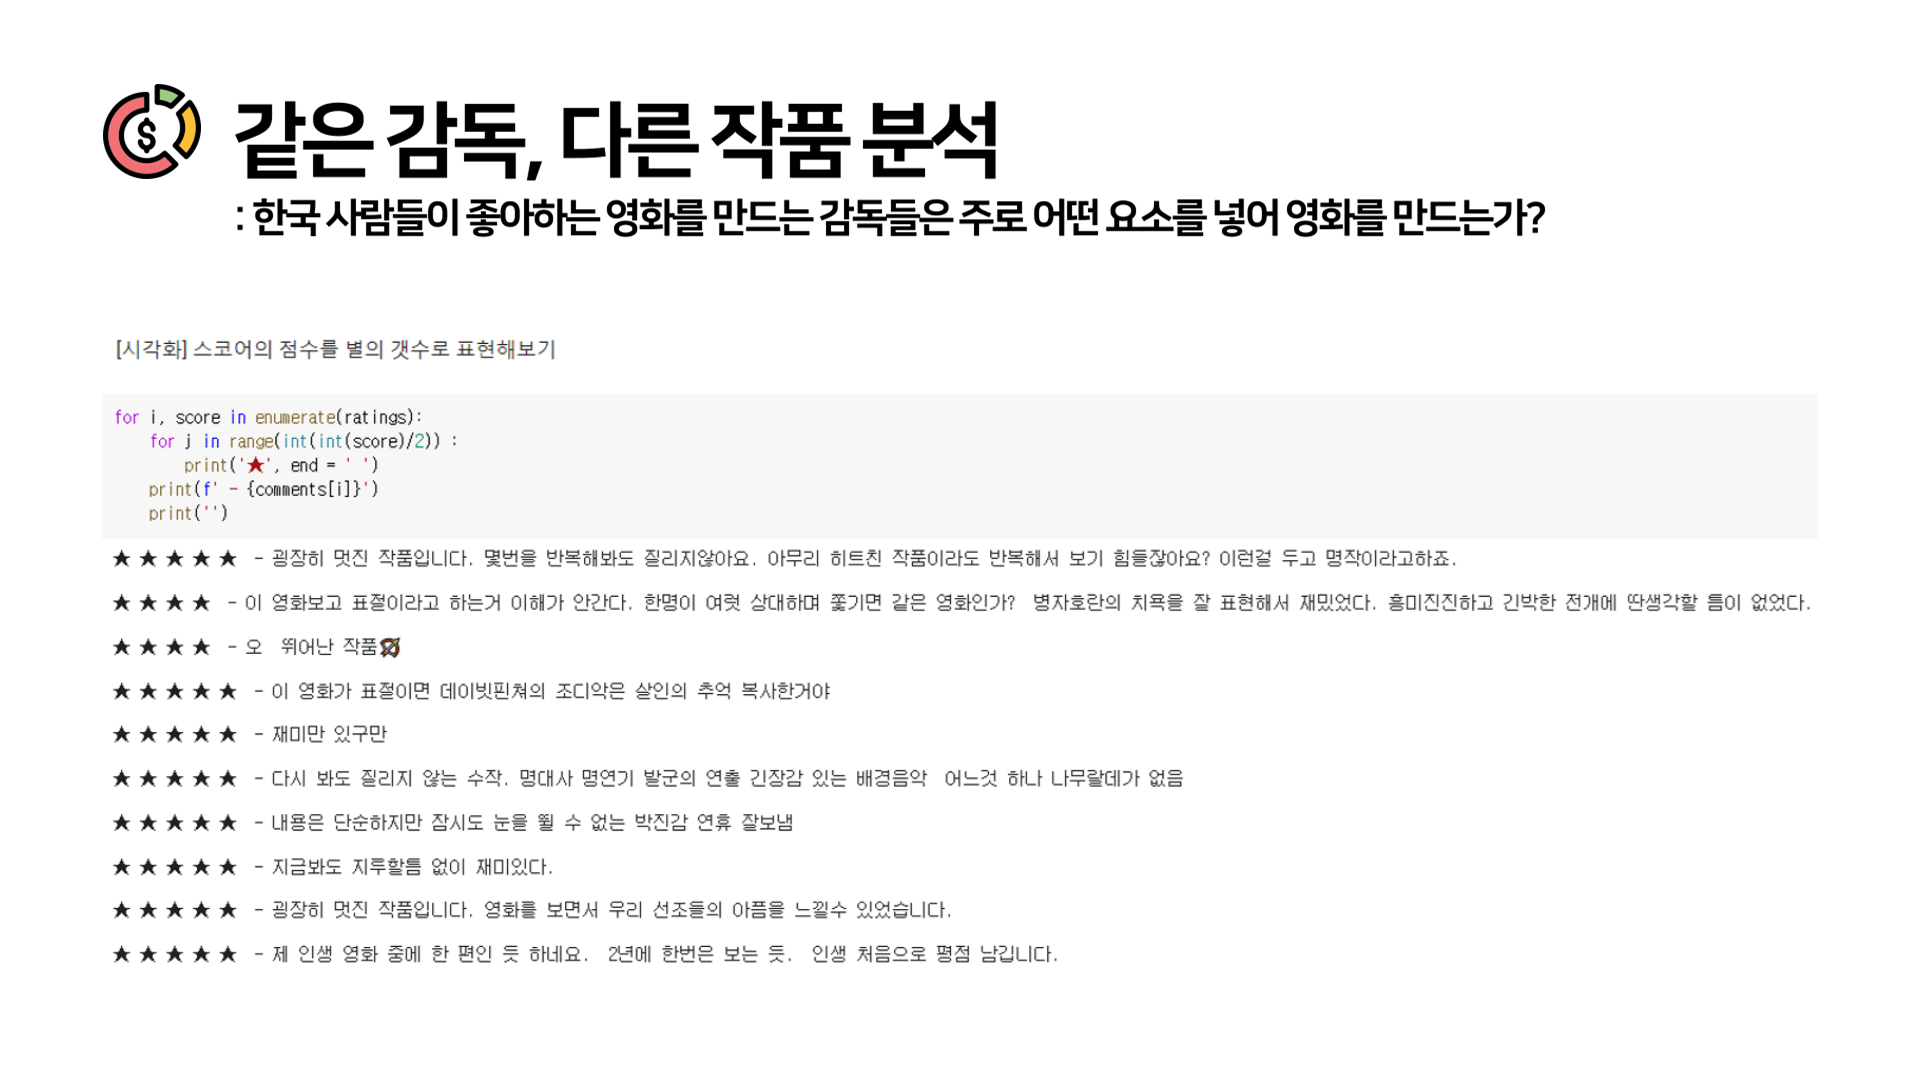 $
같은 감독, 다른 작품 분석
: 한국 사람들이 좋아하는 영화를 만드는 감독들은 주로 어떤 요소를 넣어 영화를 만드는가?
[시각화] 스코어의 점수를 별의 갯수로 표현해보기
for i, score in enumerate(ratings):
    for j in range(int(int(score)/2)) :
        print('★', end = ' ')
    print(f' - {comments[i]}')
    print('')
★ ★ ★ ★ ★  - 굉장히 멋진 작품입니다. 몇번을 반복해봐도 질리지않아요. 아무리 히트친 작품이라도 반복해서 보기 힘들잖아요? 이런걸 두고 명작이라고하죠.
★ ★ ★ ★  - 이 영화보고 표절이라고 하는거 이해가 안간다. 한명이 여럿 상대하며 쫓기면 같은 영화인가?  병자호란의 치욕을 잘 표현해서 재밌었다. 흥미진진하고 긴박한 전개에 딴생각할 틈이 없었다.
★ ★ ★ ★  - 오  뛰어난 작품🏹
★ ★ ★ ★ ★  - 이 영화가 표절이면 데이빗핀쳐의 조디악은 살인의 추억 복사한거야
★ ★ ★ ★ ★  - 재미만 있구만
★ ★ ★ ★ ★  - 다시 봐도 질리지 않는 수작. 명대사 명연기 발군의 연출 긴장감 있는 배경음악  어느것 하나 나무랄데가 없음
★ ★ ★ ★ ★  - 내용은 단순하지만 잠시도 눈을 뗄 수 없는 박진감 연휴 잘보냄
★ ★ ★ ★ ★  - 지금봐도 지루할틈 없이 재미있다.
★ ★ ★ ★ ★  - 굉장히 멋진 작품입니다. 영화를 보면서 우리 선조들의 아픔을 느낄수 있었습니다.
★ ★ ★ ★ ★  - 제 인생 영화 중에 한 편인 듯 하네요.  2년에 한번은 보는 듯.  인생 처음으로 평점 남깁니다.